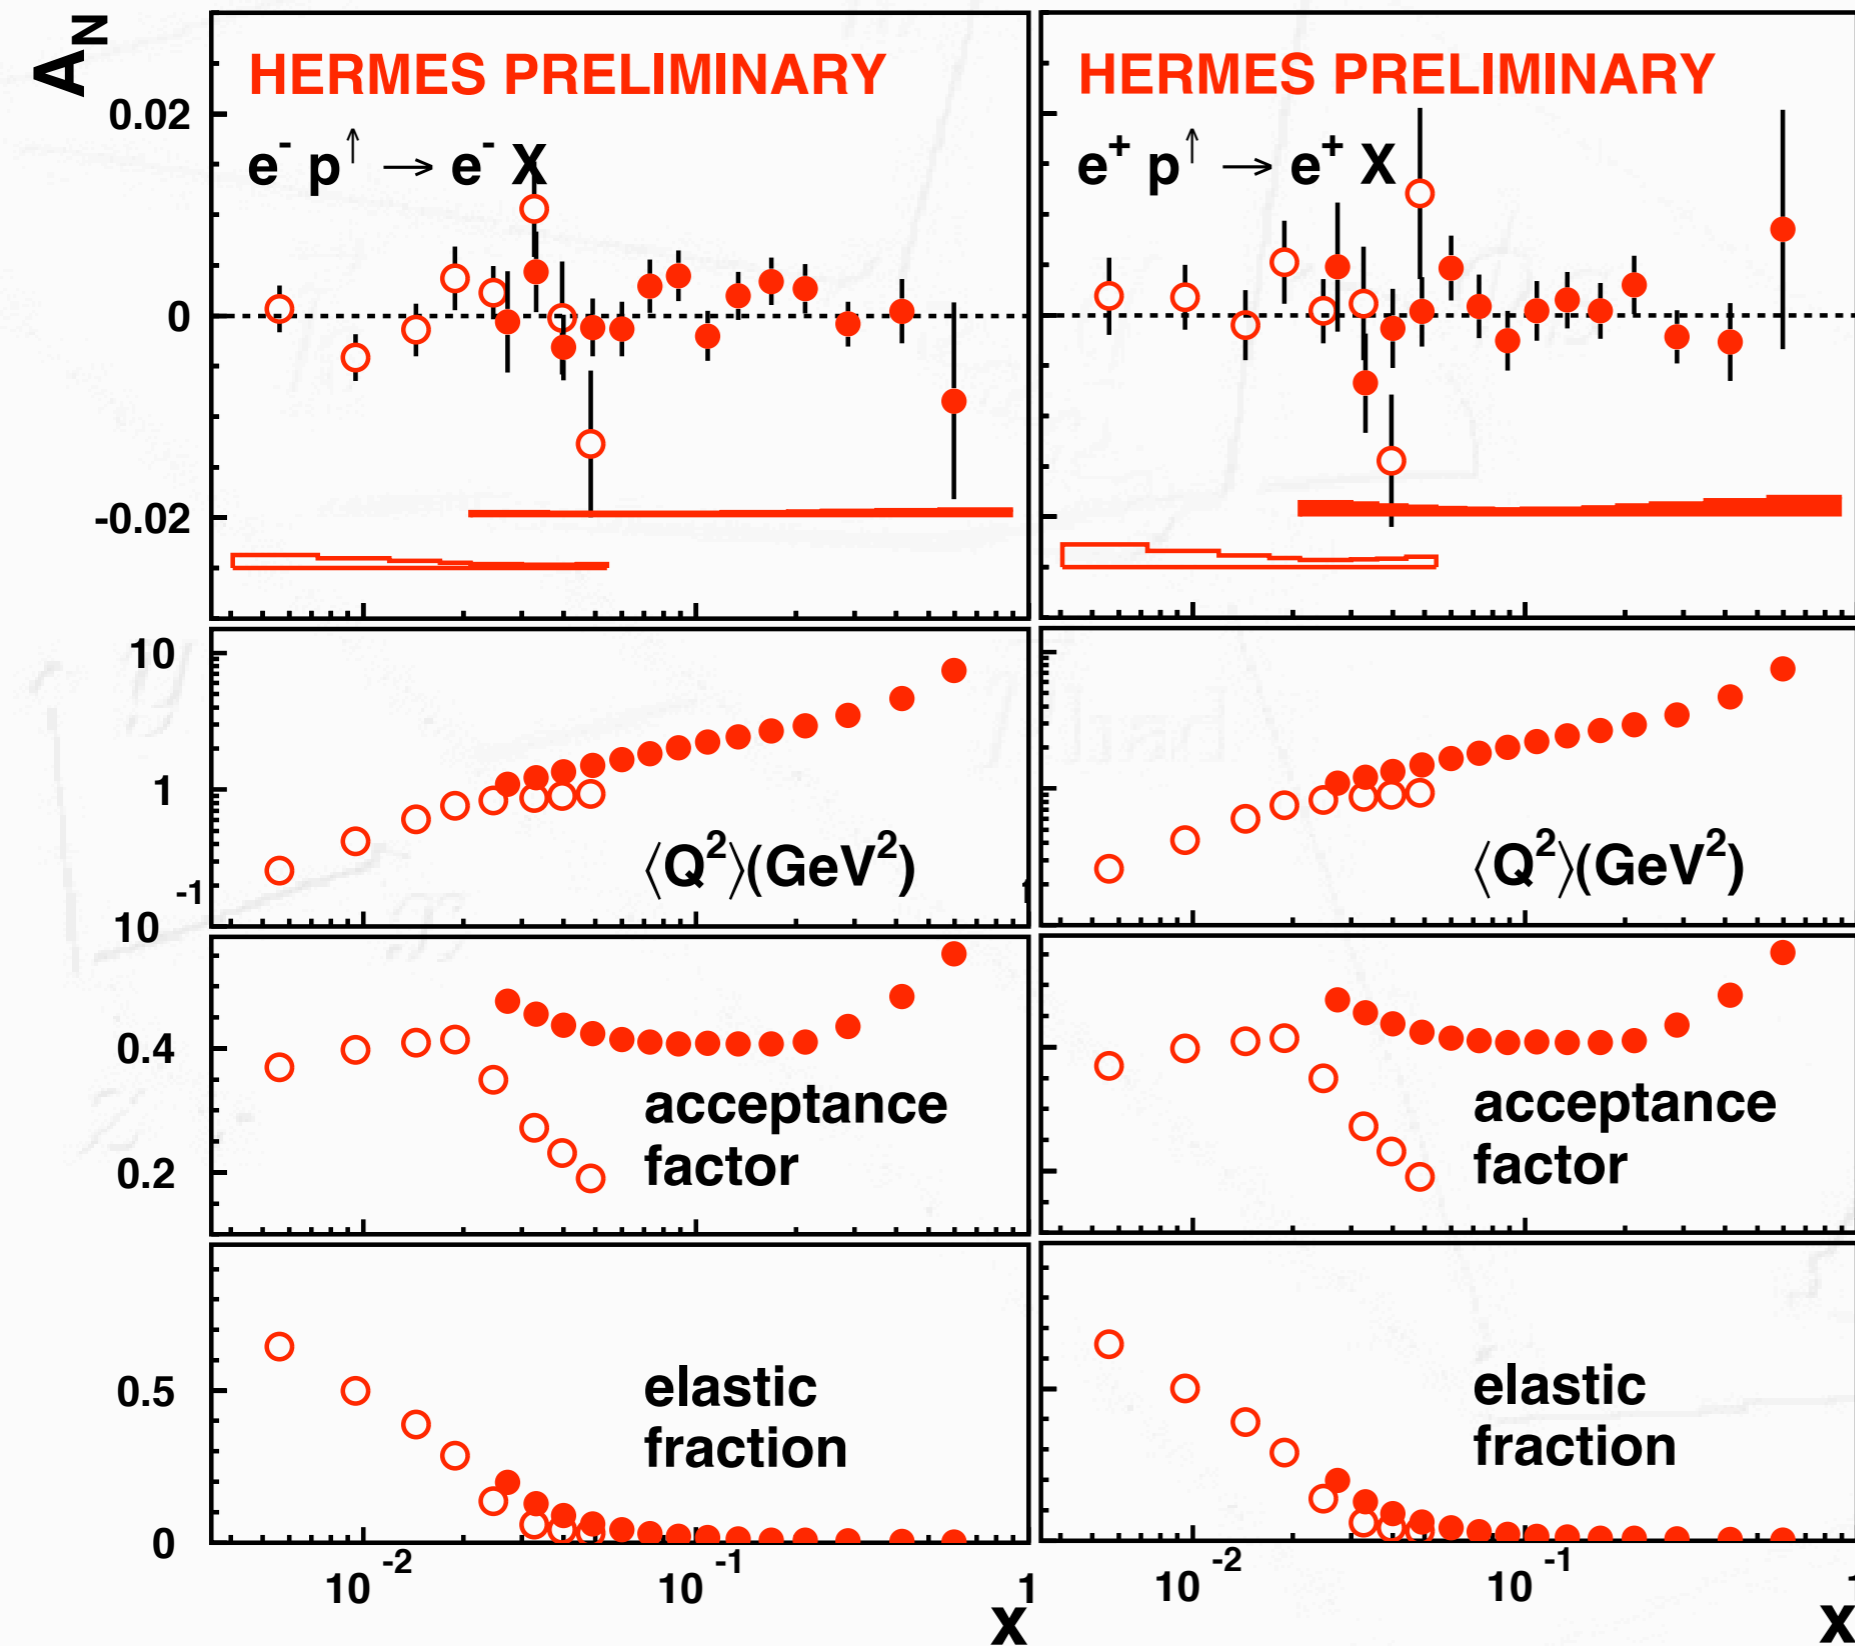 A_N
HERMES PRELIMINARY
HERMES PRELIMINARY
0.02
e⁻ p↑ → e⁻ X
e⁺ p↑ → e⁺ X
0
-0.02
10
1
⟨Q²⟩(GeV²)
⟨Q²⟩(GeV²)
10⁻¹
0.4
acceptance
factor
acceptance
factor
0.2
0.5
elastic
fraction
elastic
fraction
0
10⁻² 10⁻¹ 1
10⁻² 10⁻¹
x
x